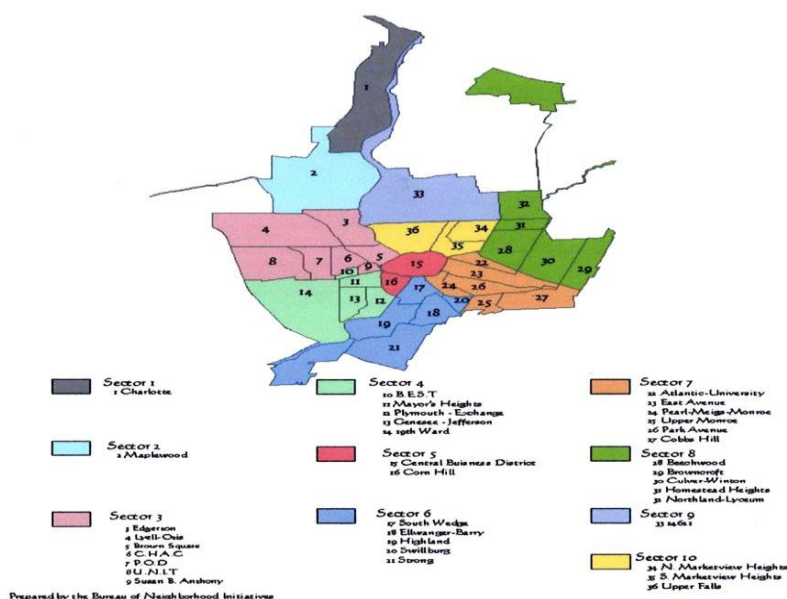 1
2
33
32
3
4
36
34
31
5
35
28
6
8
7
9
15
22
30
29
10
23
11
16
14
17
24
26
13
12
20
25
27
18
19
21
Sector 1
1 Charlotte
Sector 2
2 Maplewood
Sector 3
3 Edgerson
4 Lyell-Otis
5 Brown Square
6 C.H.A.C
7 P.O.D
8 U.N.I.T
9 Susan B. Anthony
Sector 4
10 B.E.S.T
11 Mayor's Heights
12 Plymouth - Exchange
13 Genesee - Jefferson
14 19th Ward
Sector 5
15 Central Buisness District
16 Corn Hill
Sector 6
17 South Wedge
18 Ellwanger-Barry
19 Highland
20 Swillburg
21 Strong
Sector 7
22 Atlantic-University
23 East Avenue
24 Pearl-Meigs-Monroe
25 Upper Monroe
26 Park Avenue
17 Cobbs Hill
Sector 8
28 Beechwood
29 Browncroft
30 Culver-Winton
31 Homestead Heights
31 Northland-Lyceum
Sector 9
33 14621
Sector 10
34 N. Marketview Heights
35 S. Marketview Heights
36 Upper Falls
Prepared by the Bureau of Neighborhood Initiatives